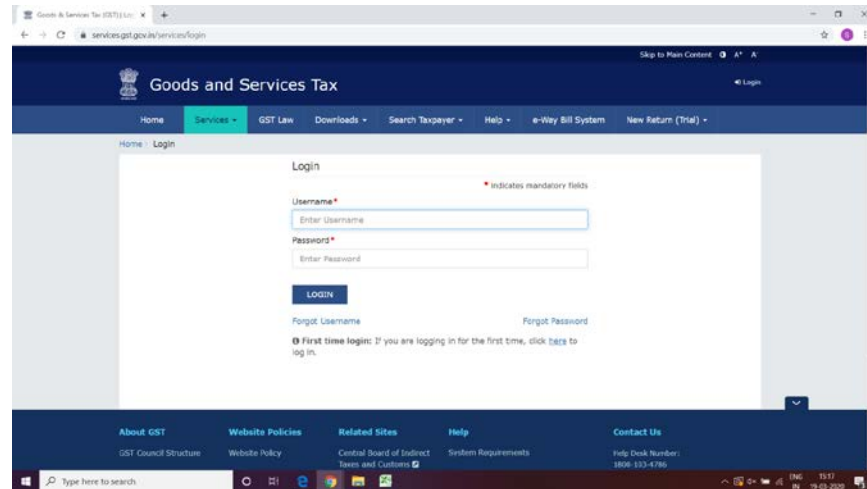 Goods & Services Tax (GST) | Log
services.gst.gov.in/services/login
Skip to Main Content A+ A-
Goods and Services Tax
Login
Home Services GST Law Downloads Search Taxpayer Help e-Way Bill System New Return (Trial)
Home Login
Login
* indicates mandatory fields
Username*
Enter Username
Password*
Enter Password
LOGIN
Forgot Username Forgot Password
First time login: If you are logging in for the first time, click here to
log in.
About GST Website Policies Related Sites Help Contact Us
GST Council Structure Website Policy Central Board of Indirect System Requirements Help Desk Number:
Taxes and Customs 1800-103-4786
Type here to search
ENG 15:17
IN 19-03-2020